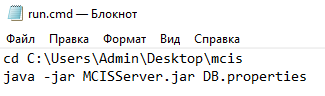 run.cmd — Блокнот
Файл Правка Формат Вид Справка
cd C:\Users\Admin\Desktop\mcis
java -jar MCISServer.jar DB.properties